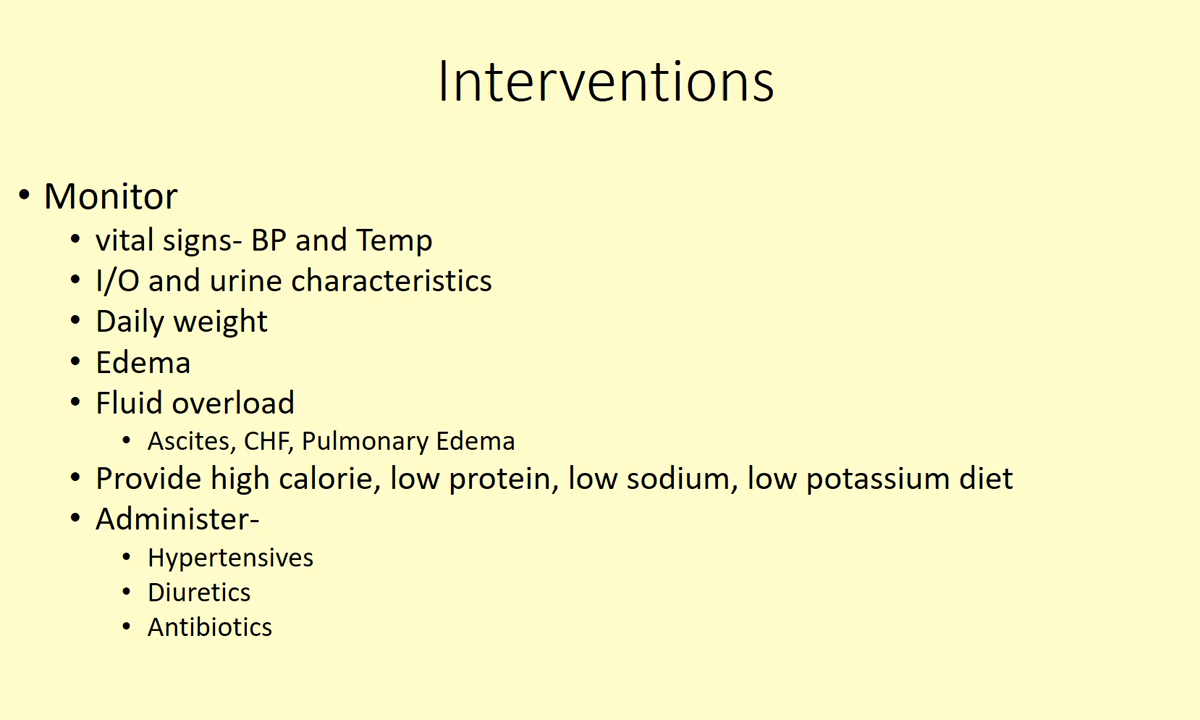 Interventions
• Monitor
• vital signs- BP and Temp
• I/O and urine characteristics
• Daily weight
• Edema
• Fluid overload
• Ascites, CHF, Pulmonary Edema
• Provide high calorie, low protein, low sodium, low potassium diet
• Administer-
• Hypertensives
• Diuretics
• Antibiotics